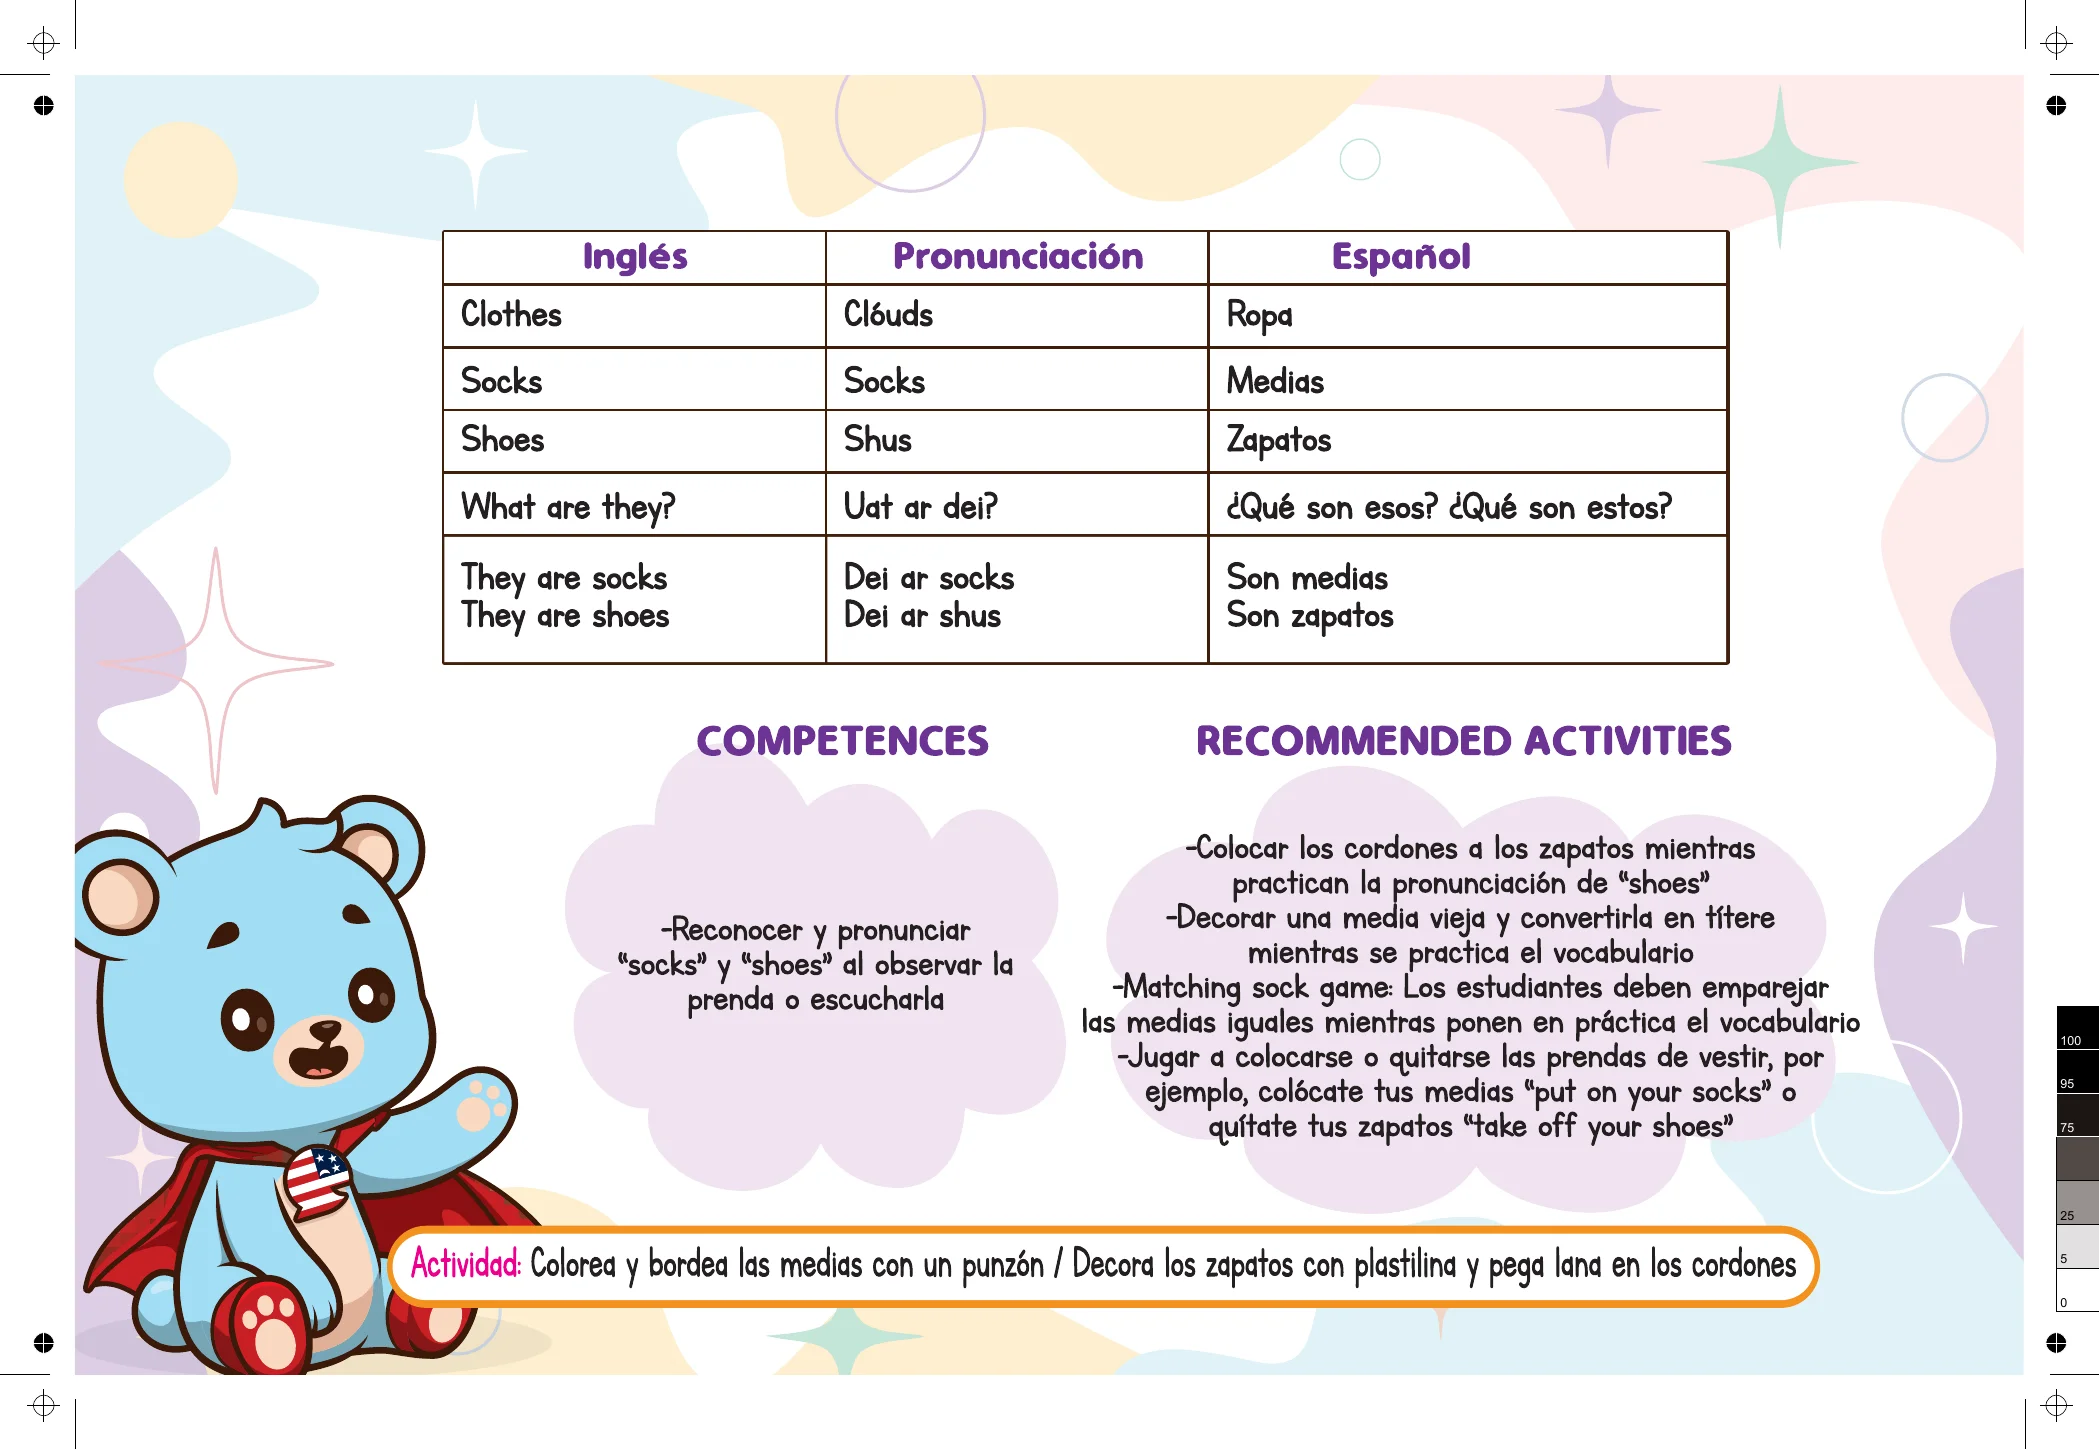 Inglés Pronunciación Español
Clothes Clóuds Ropa
Socks Socks Medias
Shoes Shus Zapatos
What are they? Uat ar dei? ¿Qué son esos? ¿Qué son estos?
They are socks Dei ar socks Son medias
They are shoes Dei ar shus Son zapatos
COMPETENCES
-Reconocer y pronunciar
“socks” y “shoes” al observar la
prenda o escucharla
RECOMMENDED ACTIVITIES
-Colocar los cordones a los zapatos mientras
practican la pronunciación de “shoes”
-Decorar una media vieja y convertirla en títere
mientras se practica el vocabulario
-Matching sock game: Los estudiantes deben emparejar
las medias iguales mientras ponen en práctica el vocabulario
-Jugar a colocarse o quitarse las prendas de vestir, por
ejemplo, colócate tus medias “put on your socks” o
quítate tus zapatos “take off your shoes”
Actividad: Colorea y bordea las medias con un punzón / Decora los zapatos con plastilina y pega lana en los cordones
100
95
75
25
5
0